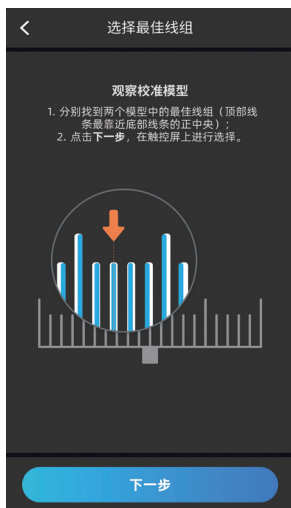 选择最佳线组
观察校准模型
1. 分别找到两个模型中的最佳线组（顶部线
条最靠近底部线条的正中央）;
2. 点击下一步，在触控屏上进行选择。
下一步